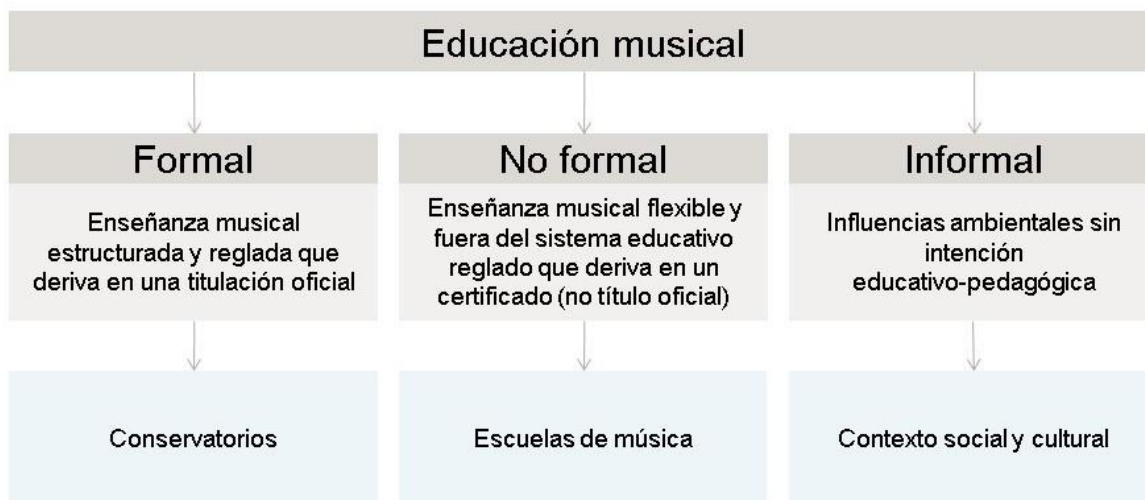 Educación musical
Formal
Enseñanza musical
estructurada y reglada que
deriva en una titulación oficial
Conservatorios
No formal
Enseñanza musical flexible y
fuera del sistema educativo
reglado que deriva en un
certificado (no título oficial)
Escuelas de música
Informal
Influencias ambientales sin
intención
educativo-pedagógica
Contexto social y cultural